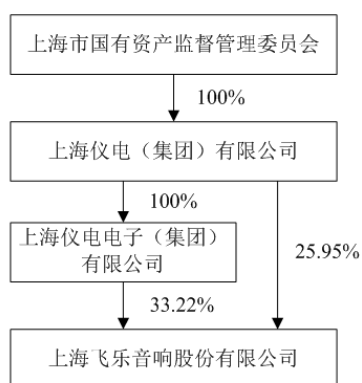 上海市国有资产监督管理委员会
100%
上海仪电（集团）有限公司
100%
上海仪电电子（集团）
有限公司
25.95%
33.22%
上海飞乐音响股份有限公司